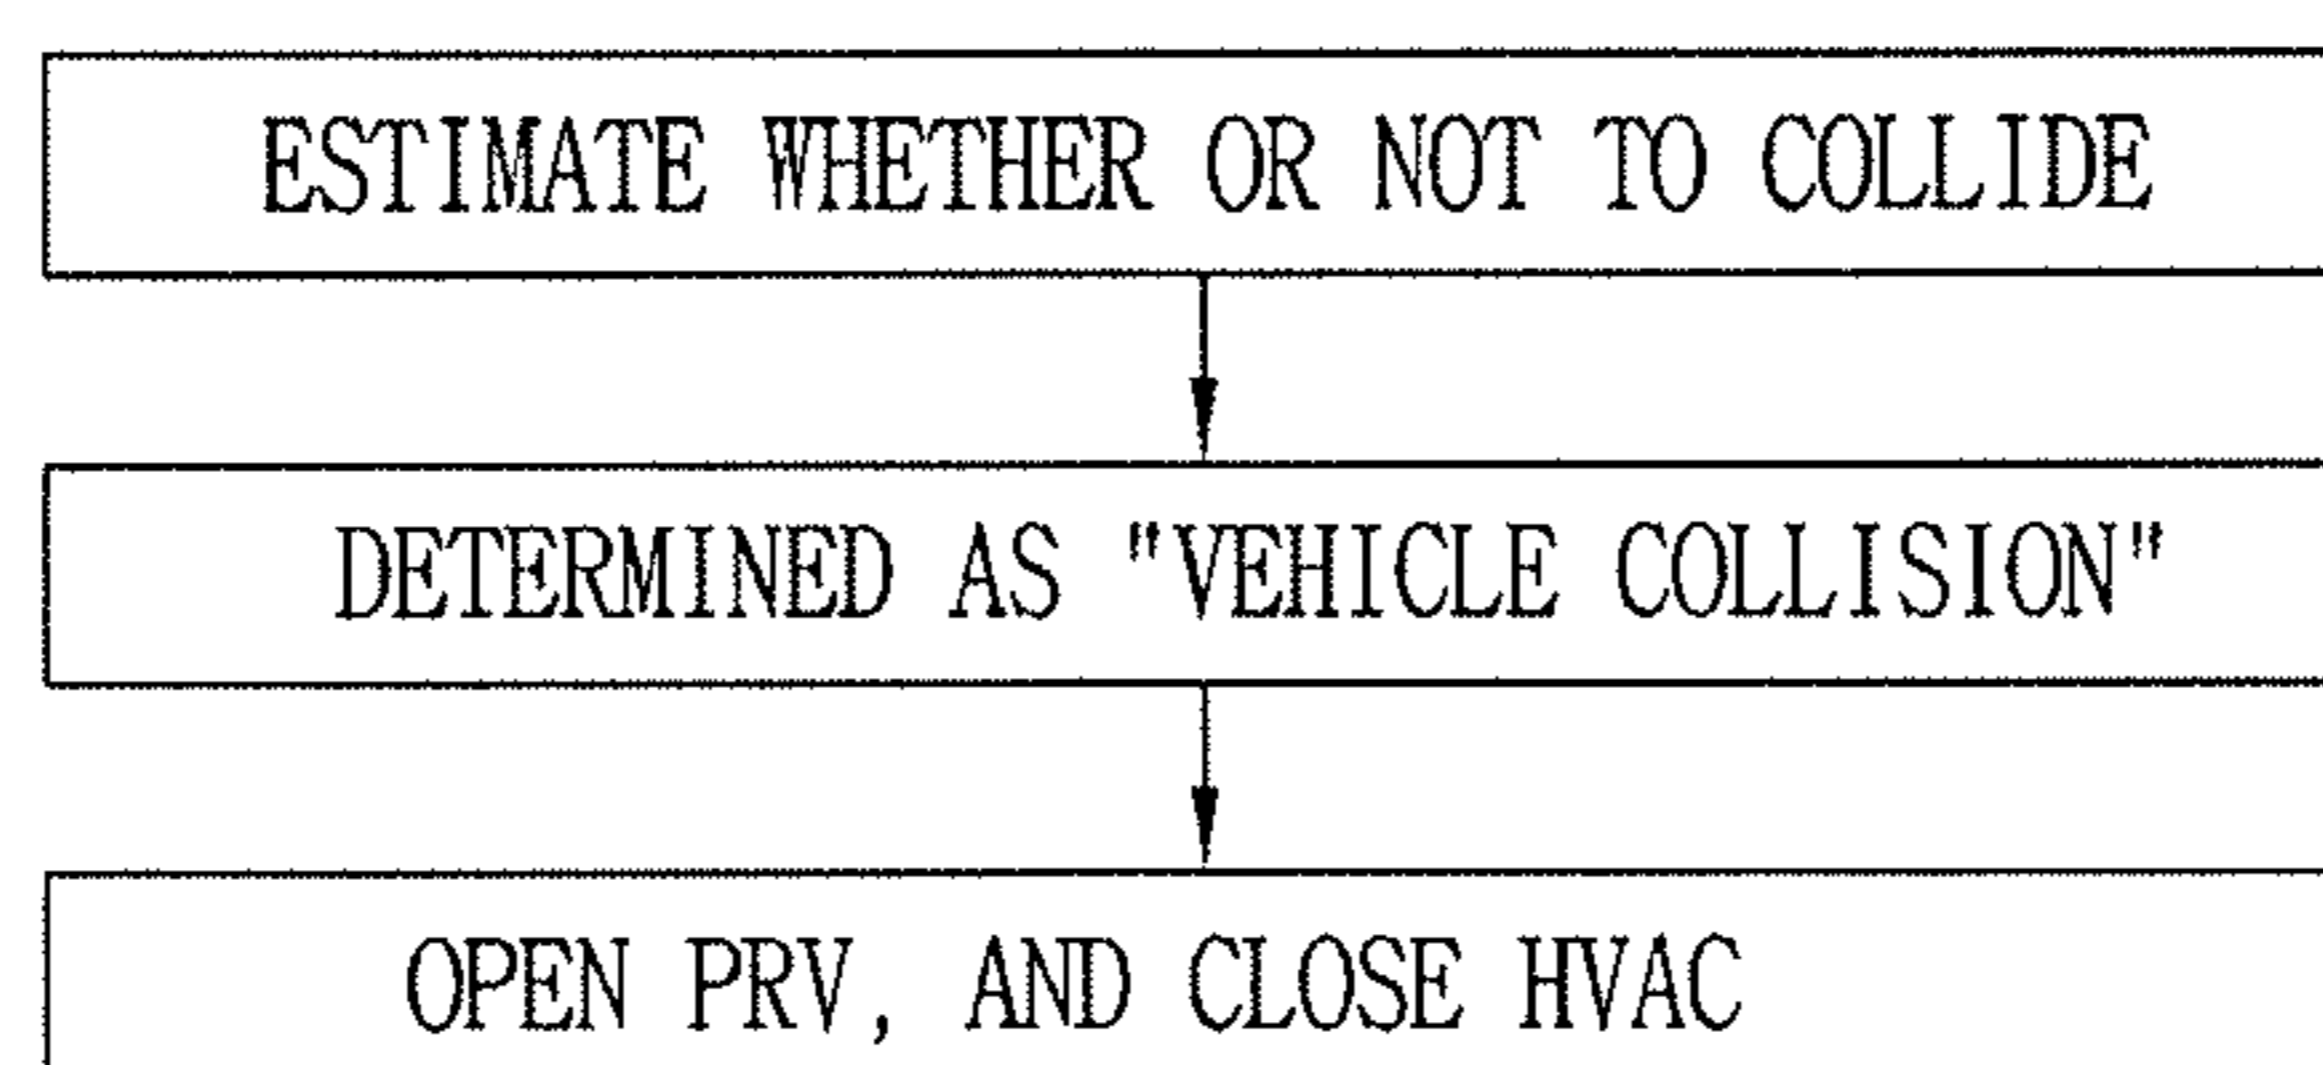 ESTIMATE WHETHER OR NOT TO COLLIDE
DETERMINED AS "VEHICLE COLLISION"
OPEN PRV, AND CLOSE HVAC